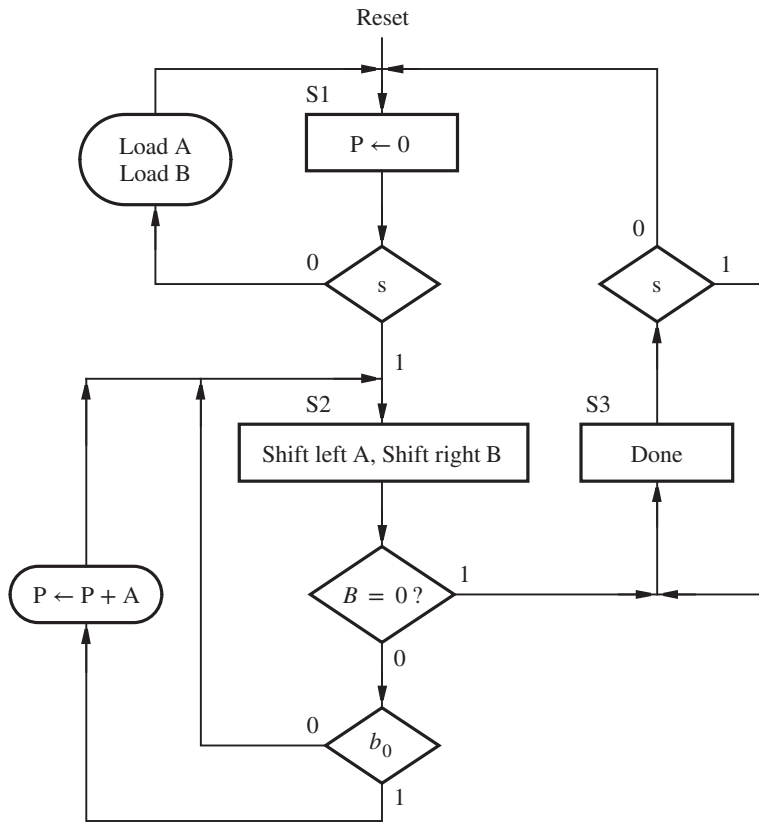 Reset
S1
Load A
Load B
P ← 0
0
s
1
0
s
1
S2
S3
Shift left A, Shift right B
Done
P ← P + A
B = 0 ?
1
0
0
b₀
1